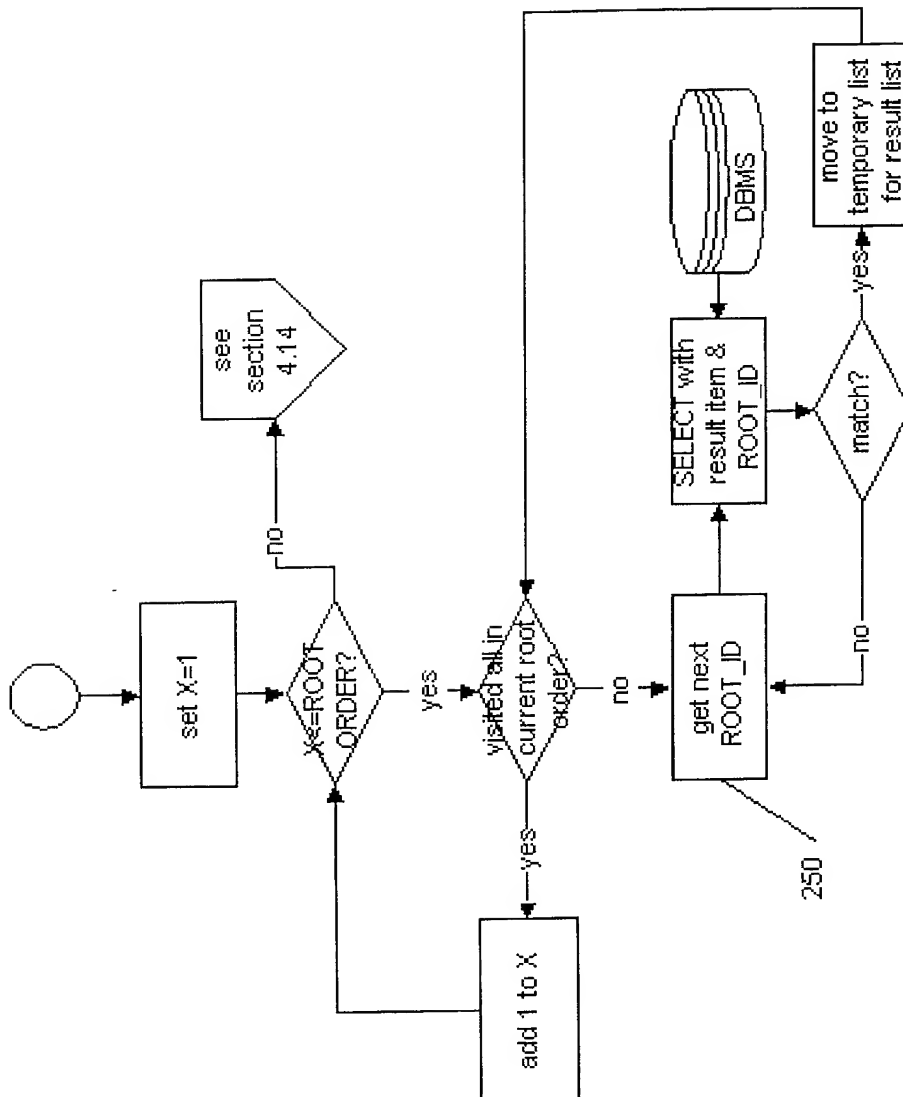 set X=1
X<=ROOT
ORDER?
no
see
section
4.14
yes
visited all in
current root
order?
yes
add 1 to X
no
get next
ROOT_ID
250
SELECT with
result item &
ROOT_ID
DBMS
match?
no
yes
move to
temporary list
for result list